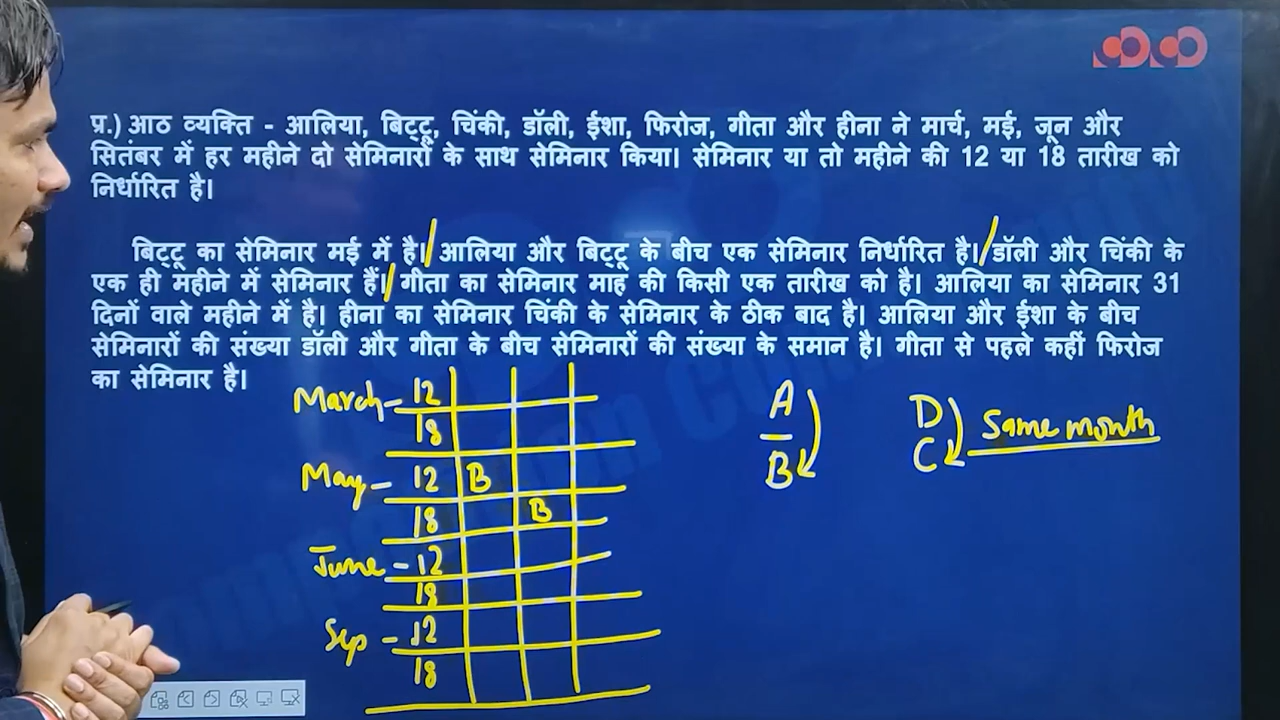 प्र.) आठ व्यक्ति - आलिया, बिट्टू, चिंकी, डॉली, ईशा, फिरोज, गीता और हीना ने मार्च, मई, जून और
सितंबर में हर महीने दो सेमिनारों के साथ सेमिनार किया। सेमिनार या तो महीने की 12 या 18 तारीख को
निर्धारित है।
बिट्टू का सेमिनार मई में है। आलिया और बिट्टू के बीच एक सेमिनार निर्धारित है। डॉली और चिंकी के
एक ही महीने में सेमिनार हैं। गीता का सेमिनार माह की किसी एक तारीख को है। आलिया का सेमिनार 31
दिनों वाले महीने में है। हीना का सेमिनार चिंकी के सेमिनार के ठीक बाद है। आलिया और ईशा के बीच
सेमिनारों की संख्या डॉली और गीता के बीच सेमिनारों की संख्या के समान है। गीता से पहले कहीं फिरोज
का सेमिनार है।
March - 12
18
May - 12 B
18 B
June - 12
18
Sep - 12
18
A
B
D
C
Same month